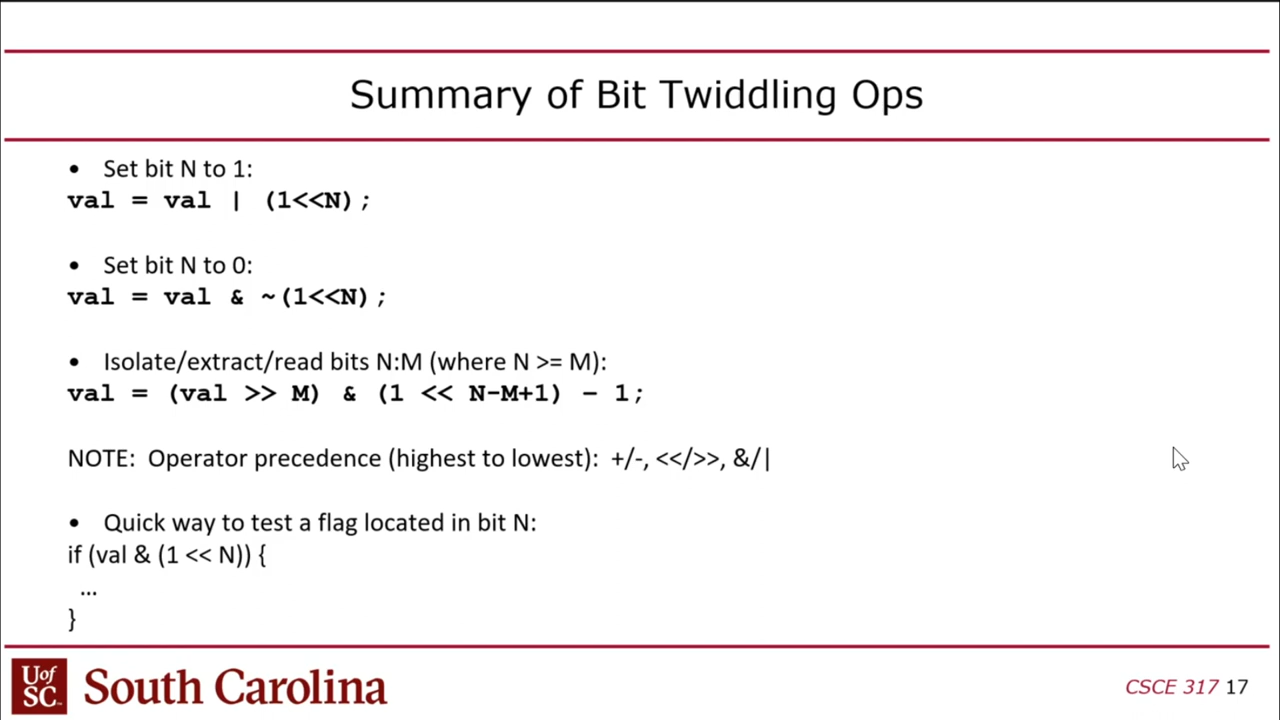 Summary of Bit Twiddling Ops
• Set bit N to 1:
val = val | (1<<N);
• Set bit N to 0:
val = val & ~(1<<N);
• Isolate/extract/read bits N:M (where N >= M):
val = (val >> M) & (1 << N-M+1) – 1;
NOTE: Operator precedence (highest to lowest): +/-, <</>>, &/|
• Quick way to test a flag located in bit N:
if (val & (1 << N)) {
…
}
U of SC South Carolina
CSCE 317 17